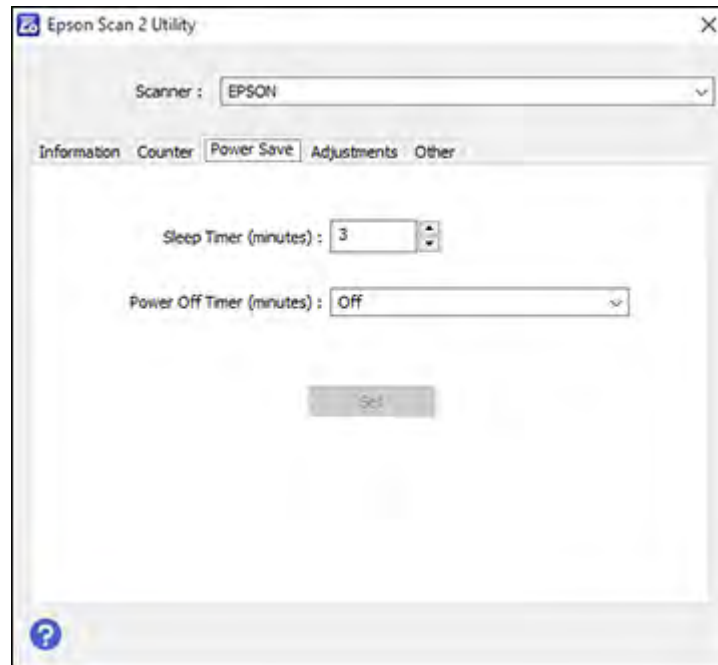 Epson Scan 2 Utility
Scanner : EPSON
Information Counter Power Save Adjustments Other
Sleep Timer (minutes) : 3
Power Off Timer (minutes) : Off
Set
?